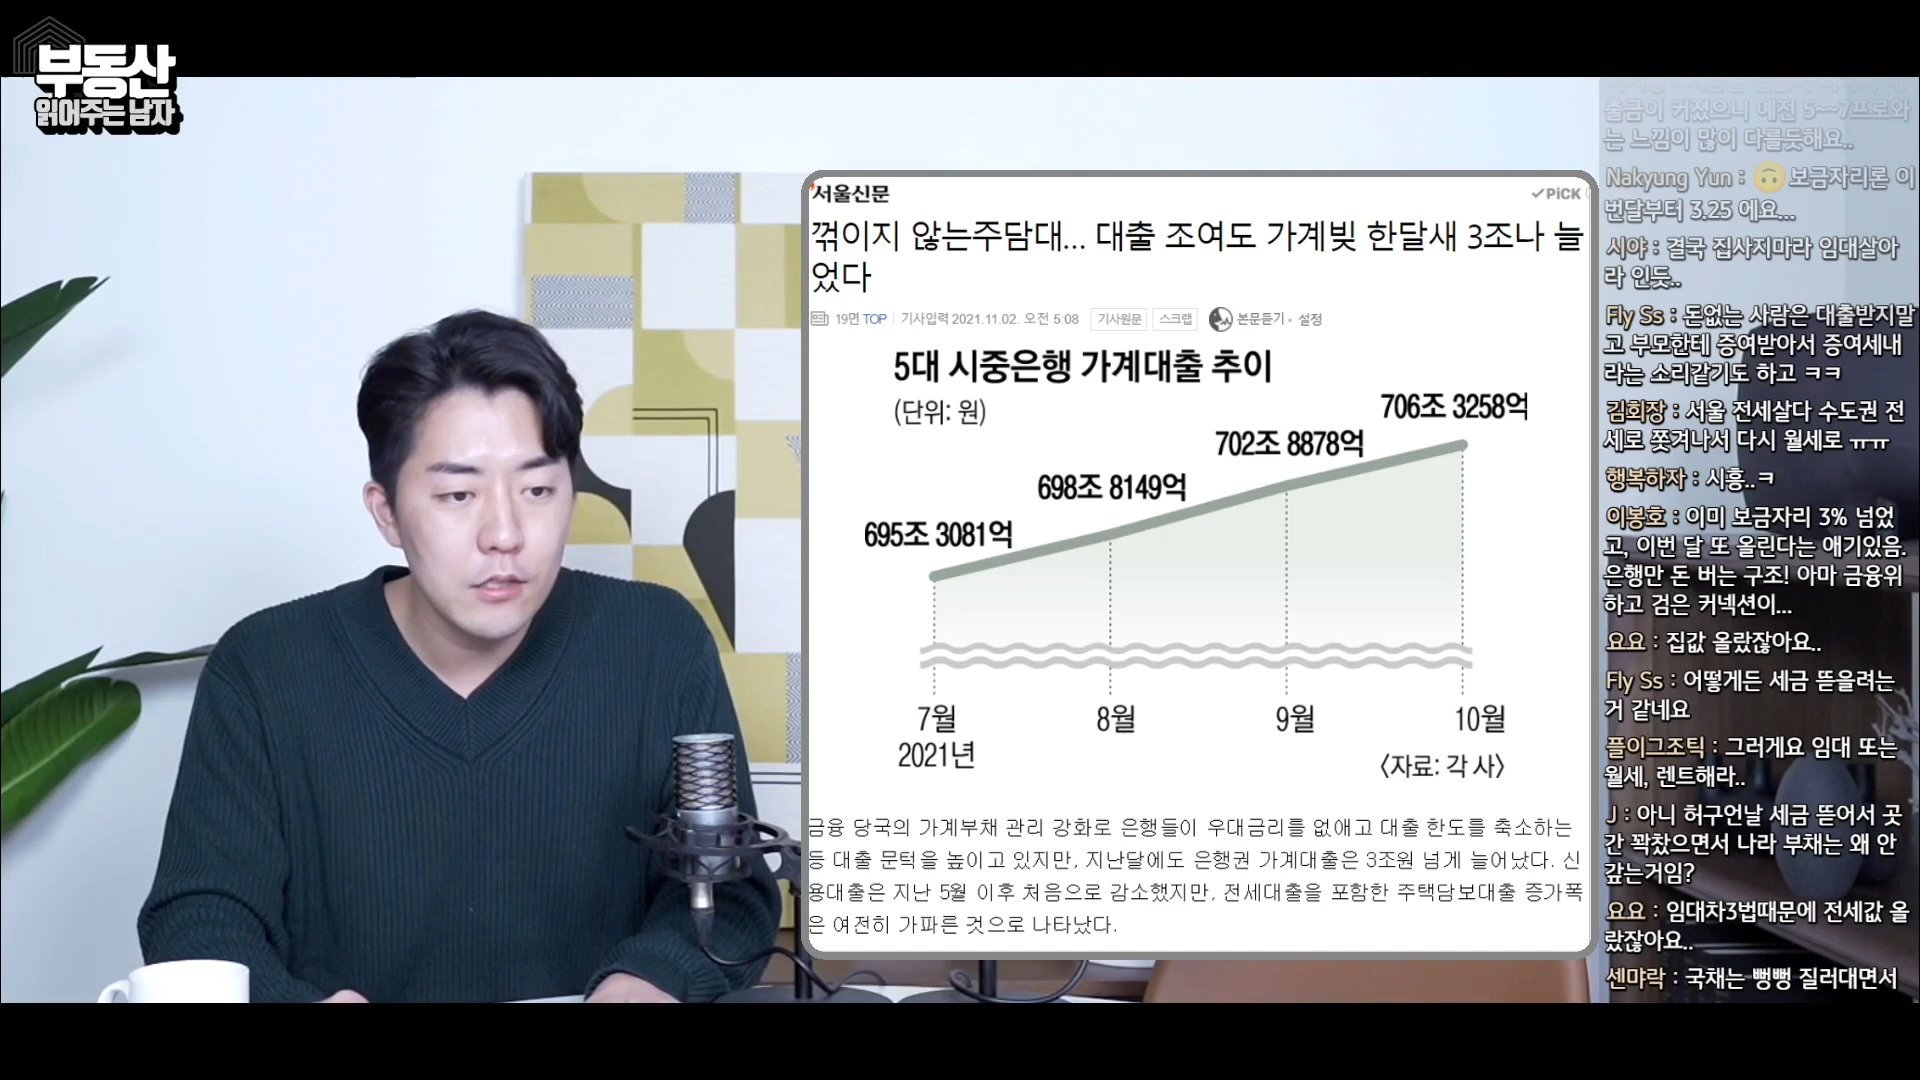 부동산
읽어주는 남자
서울신문
PiCK
꺾이지 않는주담대... 대출 조여도 가계빚 한달새 3조나 늘
었다
19면 TOP 기사입력 2021.11.02. 오전 5:08 기사원문 스크랩 본문듣기 · 설정
5대 시중은행 가계대출 추이
(단위: 원)
706조 3258억
702조 8878억
698조 8149억
695조 3081억
7월 8월 9월 10월
2021년
〈자료: 각 사〉
금융 당국의 가계부채 관리 강화로 은행들이 우대금리를 없애고 대출 한도를 축소하는
등 대출 문턱을 높이고 있지만, 지난달에도 은행권 가계대출은 3조원 넘게 늘어났다. 신
용대출은 지난 5월 이후 처음으로 감소했지만, 전세대출을 포함한 주택담보대출 증가폭
은 여전히 가파른 것으로 나타났다.
출금이 커졌으니 예전 5~~7프로와
는 느낌이 많이 다를듯해요..
Nakyung Yun : 🙃 보금자리론 이
번달부터 3.25 에요...
시야 : 결국 집사지마라 임대살아
라 인듯..
Fly Ss : 돈없는 사람은 대출받지말
고 부모한테 증여받아서 증여세내
라는 소리같기도 하고 ㅋㅋ
김회장 : 서울 전세살다 수도권 전
세로 쫓겨나서 다시 월세로 ㅠㅠ
행복하자 : 시흥..ㅋ
이봉호 : 이미 보금자리 3% 넘었
고, 이번 달 또 올린다는 얘기있음.
은행만 돈 버는 구조! 아마 금융위
하고 검은 커넥션이...
요요 : 집값 올랐잖아요..
Fly Ss : 어떻게든 세금 뜯을려는
거 같네요
플이그조틱 : 그러게요 임대 또는
월세, 렌트해라..
J : 아니 허구언날 세금 뜯어서 곳
간 꽉찼으면서 나라 부채는 왜 안
갚는거임?
요요 : 임대차3법때문에 전세값 올
랐잖아요..
센먀락 : 국채는 뻥뻥 질러대면서